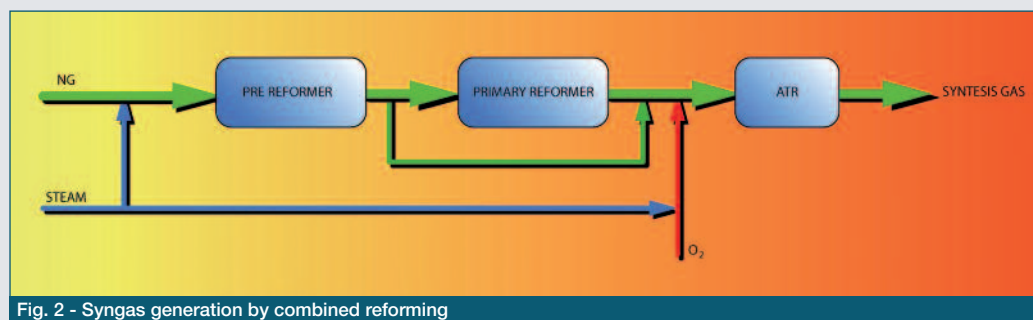 NG
PRE REFORMER
PRIMARY REFORMER
ATR
SYNTESIS GAS
STEAM
O₂
Fig. 2 - Syngas generation by combined reforming